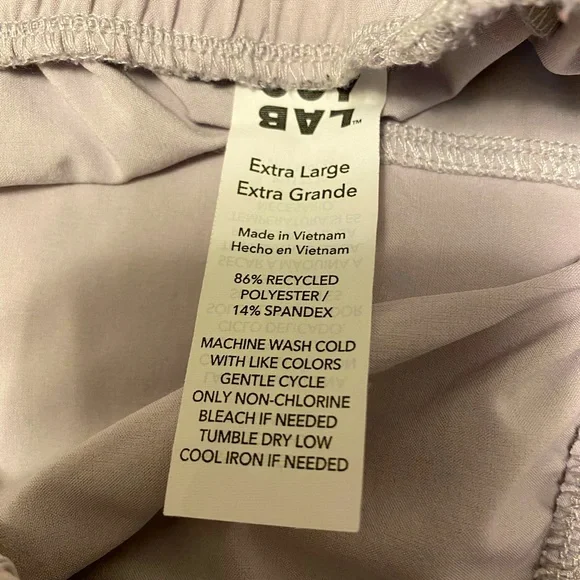 LAB
™
Extra Large
Extra Grande
Made in Vietnam
Hecho en Vietnam
86% RECYCLED
POLYESTER /
14% SPANDEX
MACHINE WASH COLD
WITH LIKE COLORS
GENTLE CYCLE
ONLY NON-CHLORINE
BLEACH IF NEEDED
TUMBLE DRY LOW
COOL IRON IF NEEDED